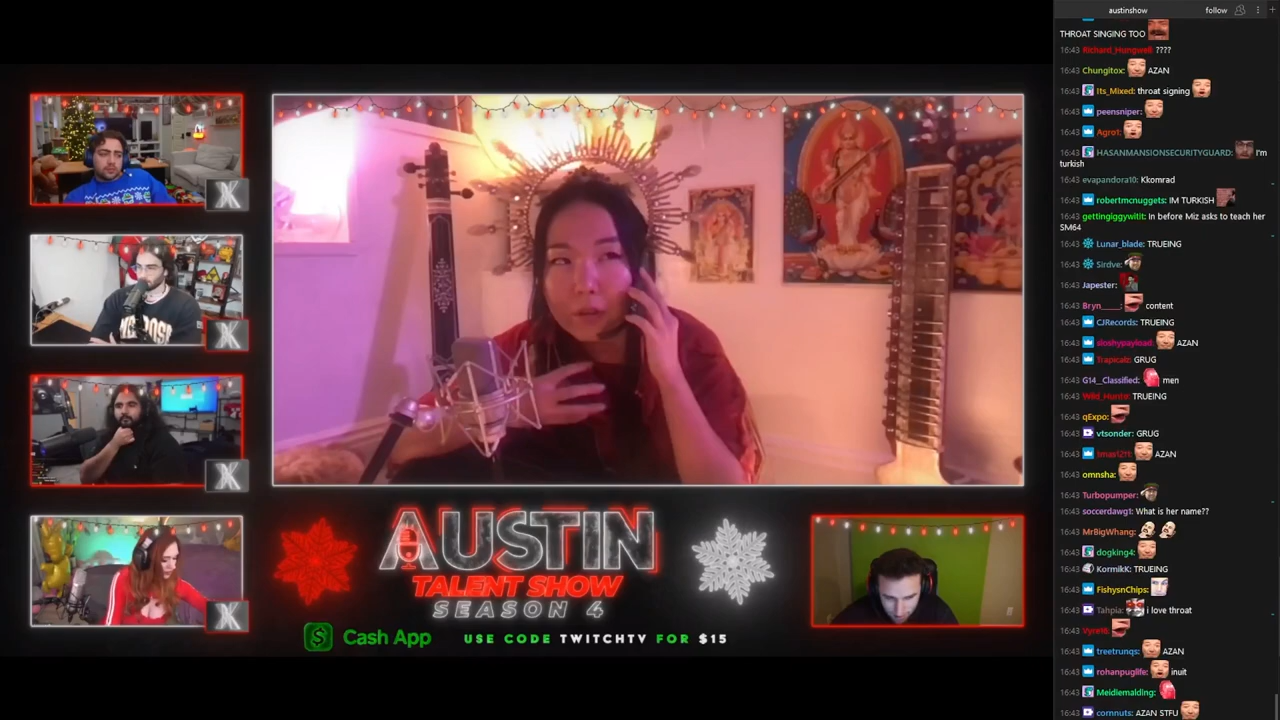 AUSTIN
TALENT SHOW
SEASON 4
Cash App
USE CODE TWITCHTV FOR $15
austinshow
follow
THROAT SINGING TOO
16:43 Richard_Hungwell: ????
16:43 Chungitox: AZAN
16:43 Its_Mixed: throat signing
16:43 peensniper:
16:43 Agrot:
16:43 HASANMANSIONSECURITYGUARD: I'm
turkish
16:43 evapandora10: Kkomrad
16:43 robertmcnuggets: IM TURKISH
16:43 gettingiggywitit: In before Miz asks to teach her
SM64
16:43 Lunar_blade: TRUEING
16:43 Sirdve:
16:43 Japester:
16:43 Bryn_____: content
16:43 CJRecords: TRUEING
16:43 sloshypayload: AZAN
16:43 Trapicalz: GRUG
16:43 G14__Classified: men
16:43 TRUEING
16:43 qExpo:
16:43 vtsonder: GRUG
16:43 AZAN
16:43 omnsha:
16:43 Turbopumper:
16:43 soccerdawg1: What is her name??
16:43 MrBigWhang:
16:43 dogking4:
16:43 KormikK: TRUEING
16:43 FishysnChips:
16:43 Tahpia: i love throat
16:43
16:43 treetrunqs: AZAN
16:43 rohanpuglife: inuit
16:43 Meidiemalding:
16:43 cornnuts: AZAN STFU